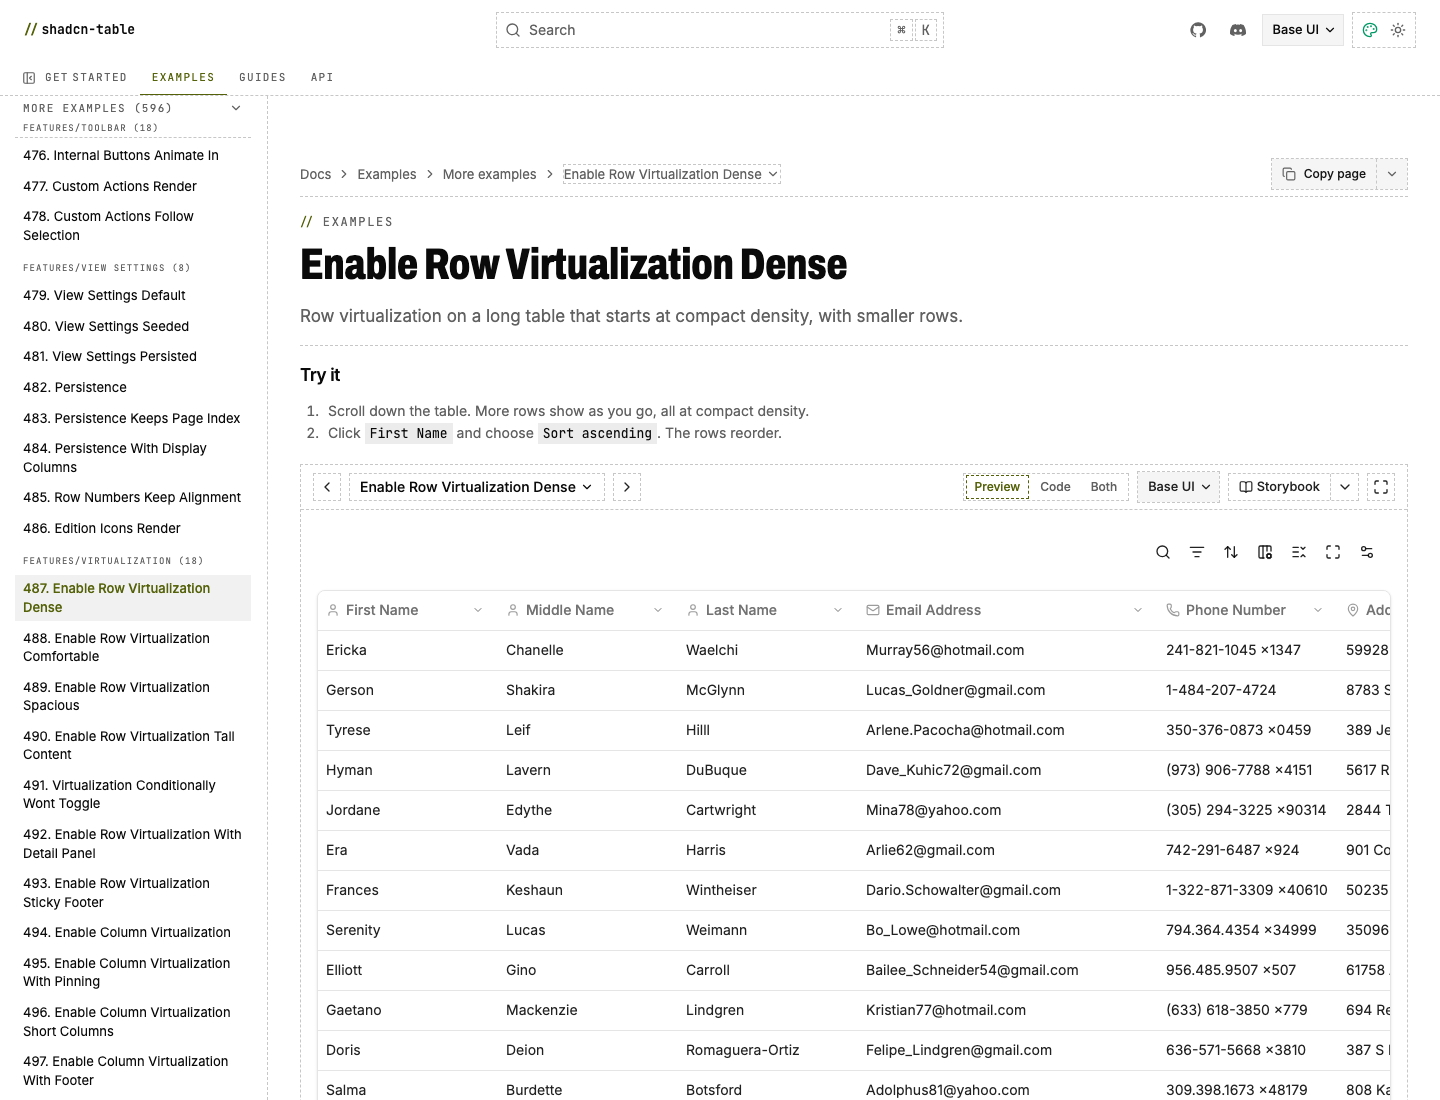 // shadcn-table
Search
⌘ K
Base UI
GET STARTED
EXAMPLES
GUIDES
API
MORE EXAMPLES (596)
FEATURES/TOOLBAR (18)
476. Internal Buttons Animate In
477. Custom Actions Render
478. Custom Actions Follow
Selection
FEATURES/VIEW SETTINGS (8)
479. View Settings Default
480. View Settings Seeded
481. View Settings Persisted
482. Persistence
483. Persistence Keeps Page Index
484. Persistence With Display
Columns
485. Row Numbers Keep Alignment
486. Edition Icons Render
FEATURES/VIRTUALIZATION (18)
487. Enable Row Virtualization
Dense
488. Enable Row Virtualization
Comfortable
489. Enable Row Virtualization
Spacious
490. Enable Row Virtualization Tall
Content
491. Virtualization Conditionally
Wont Toggle
492. Enable Row Virtualization With
Detail Panel
493. Enable Row Virtualization
Sticky Footer
494. Enable Column Virtualization
495. Enable Column Virtualization
With Pinning
496. Enable Column Virtualization
Short Columns
497. Enable Column Virtualization
With Footer
Docs > Examples > More examples > Enable Row Virtualization Dense
Copy page
// EXAMPLES
Enable Row Virtualization Dense
Row virtualization on a long table that starts at compact density, with smaller rows.
Try it
1. Scroll down the table. More rows show as you go, all at compact density.
2. Click First Name and choose Sort ascending. The rows reorder.
Enable Row Virtualization Dense
Preview Code Both
Base UI
Storybook
First Name Middle Name Last Name Email Address Phone Number Add
Ericka Chanelle Waelchi Murray56@hotmail.com 241-821-1045 x1347 59928
Gerson Shakira McGlynn Lucas_Goldner@gmail.com 1-484-207-4724 8783 S
Tyrese Leif Hilll Arlene.Pacocha@hotmail.com 350-376-0873 x0459 389 Je
Hyman Lavern DuBuque Dave_Kuhic72@gmail.com (973) 906-7788 x4151 5617 R
Jordane Edythe Cartwright Mina78@yahoo.com (305) 294-3225 x90314 2844 T
Era Vada Harris Arlie62@gmail.com 742-291-6487 x924 901 Co
Frances Keshaun Wintheiser Dario.Schowalter@gmail.com 1-322-871-3309 x40610 50235
Serenity Lucas Weimann Bo_Lowe@hotmail.com 794.364.4354 x34999 35096
Elliott Gino Carroll Bailee_Schneider54@gmail.com 956.485.9507 x507 61758
Gaetano Mackenzie Lindgren Kristian77@hotmail.com (633) 618-3850 x779 694 Re
Doris Deion Romaguera-Ortiz Felipe_Lindgren@gmail.com 636-571-5668 x3810 387 S
Salma Burdette Botsford Adolphus81@yahoo.com 309.398.1673 x48179 808 Ka